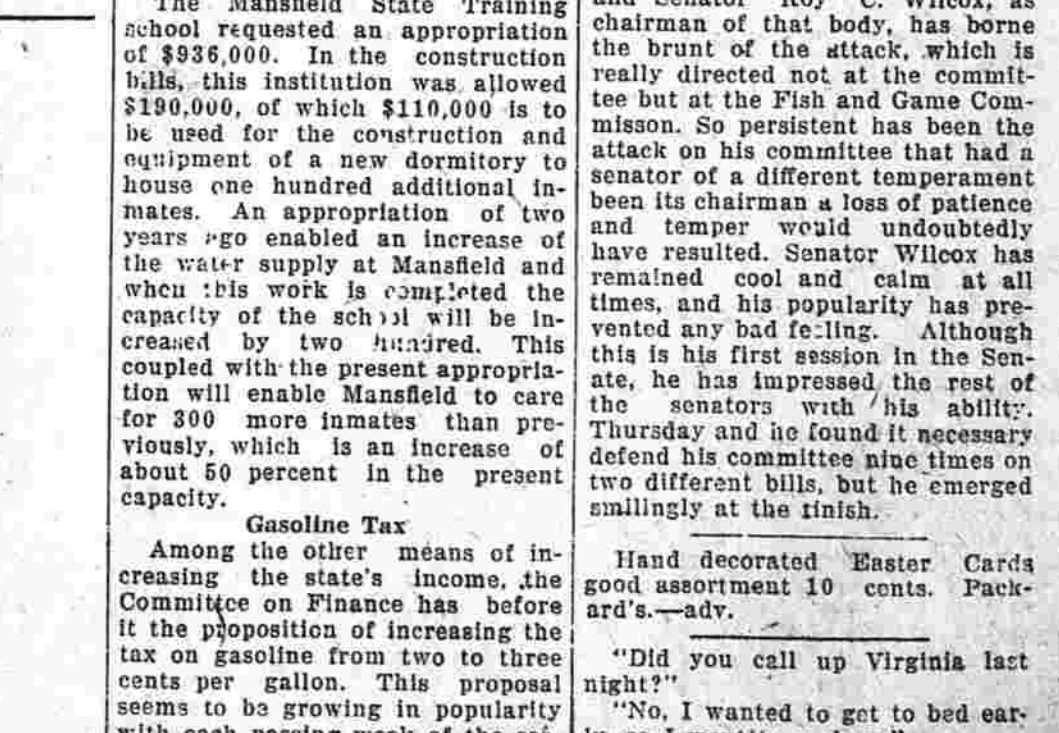 The Mansfield State Training
school requested an appropriation
of $936,000. In the construction
bills, this institution was allowed
$190,000, of which $110,000 is to
be used for the construction and
equipment of a new dormitory to
house one hundred additional in-
mates. An appropriation of two
years ago enabled an increase of
the water supply at Mansfield and
when this work is completed the
capacity of the school will be in-
creased by two hundred. This
coupled with the present appropria-
tion will enable Mansfield to care
for 300 more inmates than pre-
viously, which is an increase of
about 50 percent in the present
capacity.
Gasoline Tax
Among the other means of in-
creasing the state's income, the
Committee on Finance has before
it the proposition of increasing the
tax on gasoline from two to three
cents per gallon. This proposal
seems to be growing in popularity
with each passing week of the
and Senator Roy C. Wilcox, as
chairman of that body, has borne
the brunt of the attack, which is
really directed not at the commit-
tee but at the Fish and Game Com-
misson. So persistent has been the
attack on his committee that had a
senator of a different temperament
been its chairman a loss of patience
and temper would undoubtedly
have resulted. Senator Wilcox has
remained cool and calm at all
times, and his popularity has pre-
vented any bad feeling. Although
this is his first session in the Sen-
ate, he has impressed the rest of
the senators with his ability.
Thursday and he found it necessary
defend his committee nine times on
two different bills, but he emerged
smilingly at the finish.
Hand decorated Easter Cards
good assortment 10 cents. Pack-
ard's.—adv.
"Did you call up Virginia last
night?"
"No, I wanted to get to bed ear-